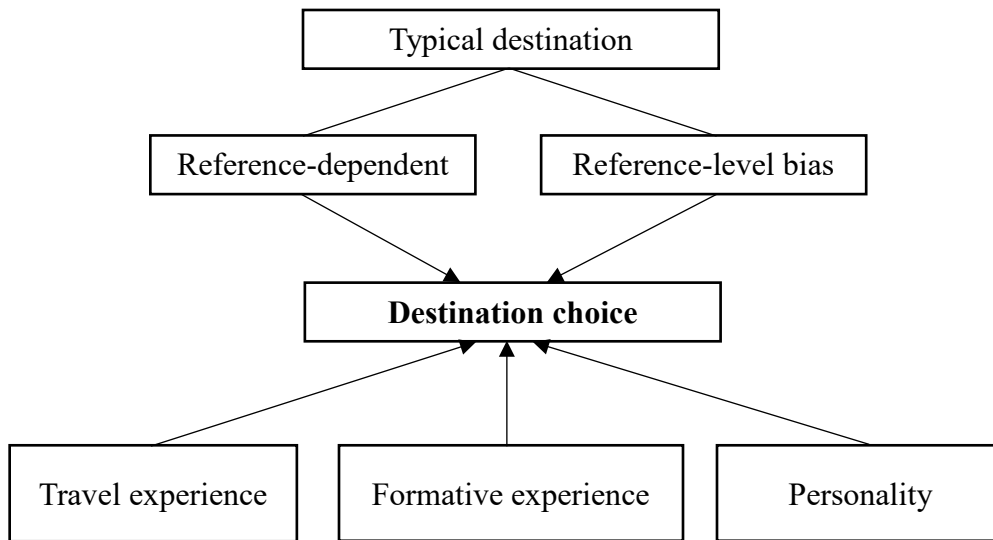 Typical destination
Reference-dependent
Reference-level bias
Destination choice
Travel experience
Formative experience
Personality